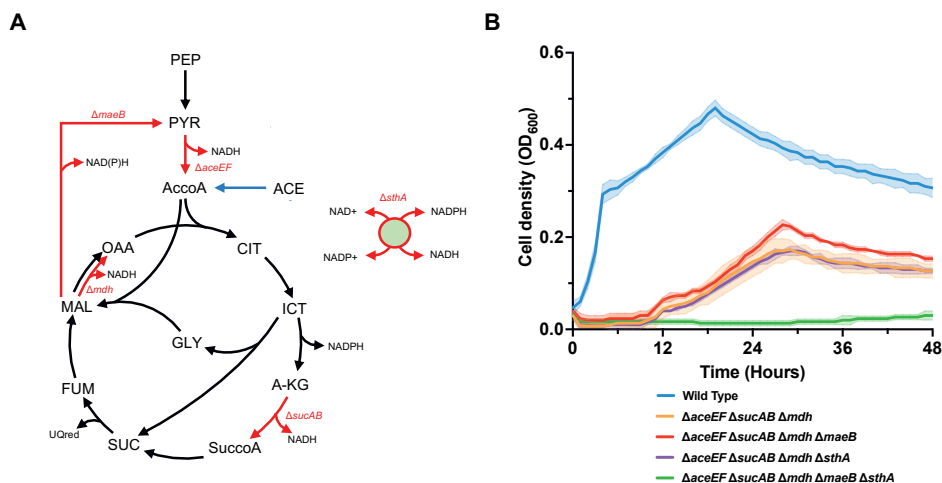 A
PEP
ΔmaeB
PYR
NADH
NAD(P)H
ΔaceEF
AccoA
ACE
ΔsthA
NAD+
NADPH
NADP+
NADH
OAA
CIT
NADH
Δmdh
MAL
ICT
GLY
NADPH
FUM
A-KG
ΔsucAB
UQred
NADH
SUC
SuccoA
B
Cell density (OD600)
0.6
0.4
0.2
0.0
0 12 24 36 48
Time (Hours)
Wild Type
ΔaceEF ΔsucAB Δmdh
ΔaceEF ΔsucAB Δmdh ΔmaeB
ΔaceEF ΔsucAB Δmdh ΔsthA
ΔaceEF ΔsucAB Δmdh ΔmaeB ΔsthA